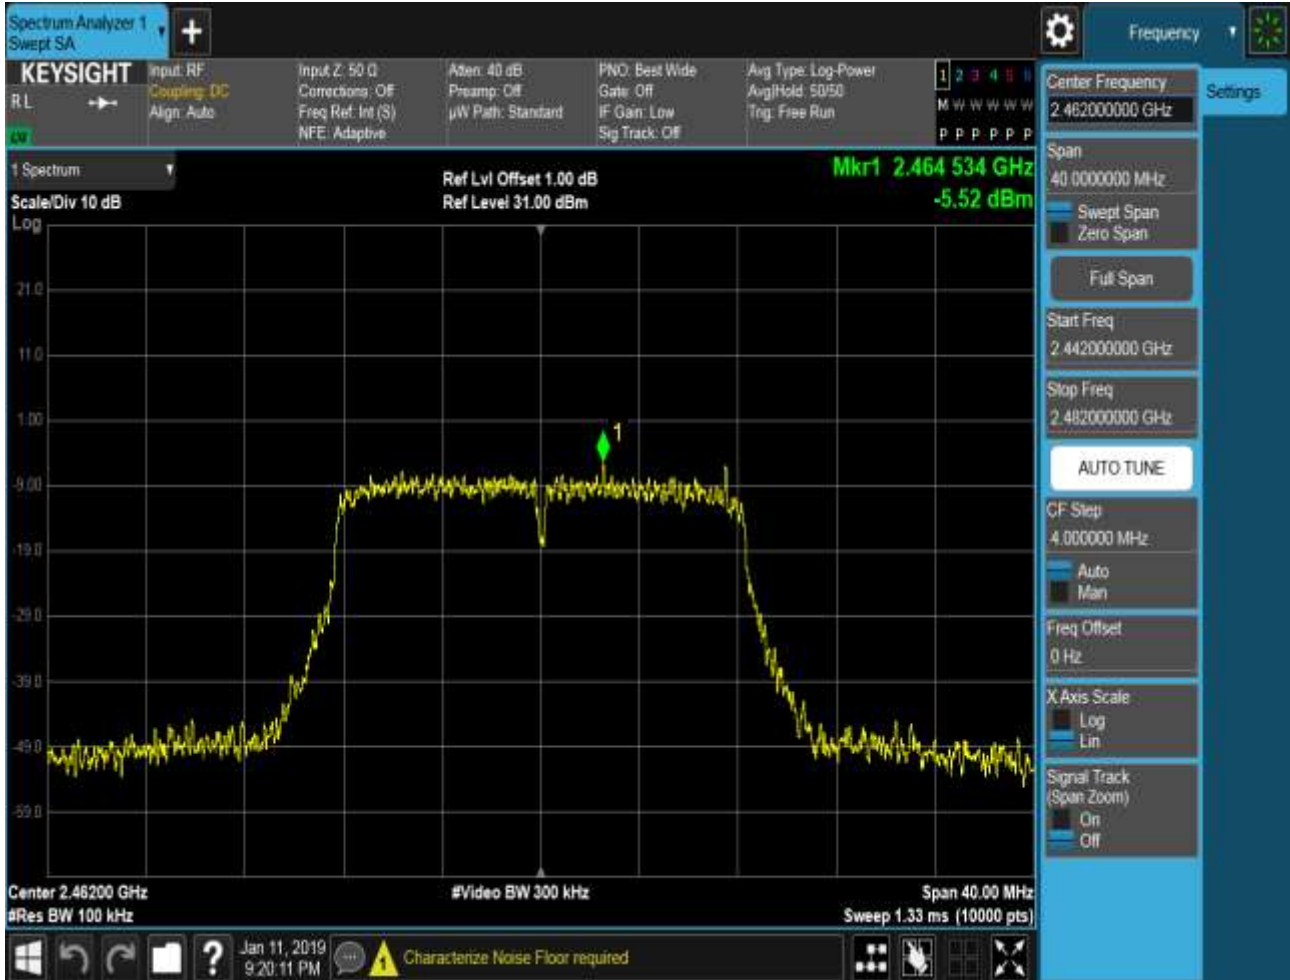 Spectrum Analyzer 1
Swept SA
Frequency
KEYSIGHT
RL
Input: RF
Coupling: DC
Align: Auto
Input Z: 50 Ω
Corrections: Off
Freq Ref: Int (S)
NFE: Adaptive
Atten: 40 dB
Preamp: Off
µW Path: Standard
PNO: Best Wide
Gate: Off
IF Gain: Low
Sig Track: Off
Avg Type: Log-Power
Avg|Hold: 50/50
Trig: Free Run
1 2 3 4 5 6
M W W W W W
P P P P P P
1 Spectrum
Scale/Div 10 dB
Log
Ref Lvl Offset 1.00 dB
Ref Level 31.00 dBm
Mkr1 2.464 534 GHz
-5.52 dBm
21.0
11.0
1.00
-9.00
-19.0
-29.0
-39.0
-49.0
-59.0
1
Center 2.46200 GHz
#Res BW 100 kHz
#Video BW 300 kHz
Span 40.00 MHz
Sweep 1.33 ms (10000 pts)
Center Frequency
2.462000000 GHz
Settings
Span
40.0000000 MHz
Swept Span
Zero Span
Full Span
Start Freq
2.442000000 GHz
Stop Freq
2.482000000 GHz
AUTO TUNE
CF Step
4.000000 MHz
Auto
Man
Freq Offset
0 Hz
X Axis Scale
Log
Lin
Signal Track
(Span Zoom)
On
Off
?
Jan 11, 2019
9:20:11 PM
1
Characterize Noise Floor required